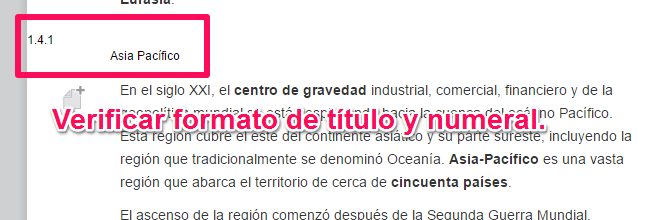 Eurasia.
1.4.1
Asia Pacífico
En el siglo XXI, el centro de gravedad industrial, comercial, financiero y de la
Verificar formato de titulo y numeral.
Esta región cubre el este del continente asiático y su parte sureste, incluyendo la
región que tradicionalmente se denominó Oceanía. Asia-Pacífico es una vasta
región que abarca el territorio de cerca de cincuenta países.
El ascenso de la región comenzó después de la Segunda Guerra Mundial.